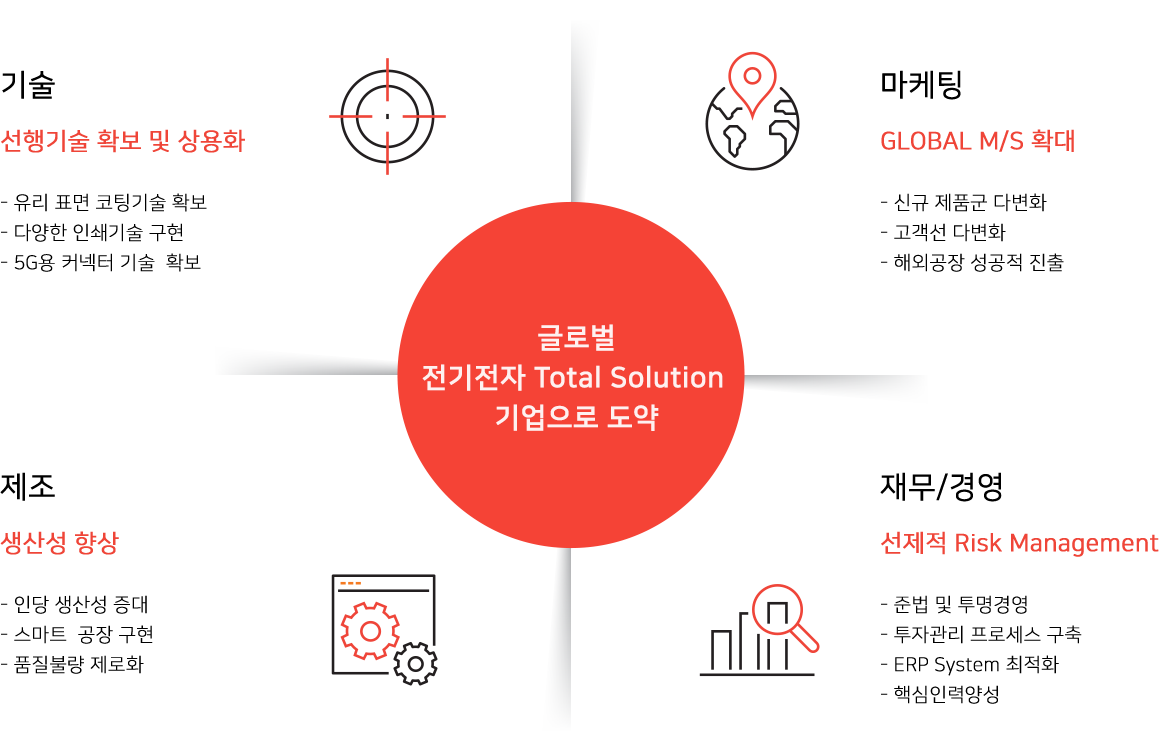 기술
선행기술 확보 및 상용화
- 유리 표면 코팅기술 확보
- 다양한 인쇄기술 구현
- 5G용 커넥터 기술 확보
마케팅
GLOBAL M/S 확대
- 신규 제품군 다변화
- 고객선 다변화
- 해외공장 성공적 진출
글로벌
전기전자 Total Solution
기업으로 도약
제조
생산성 향상
- 인당 생산성 증대
- 스마트 공장 구현
- 품질불량 제로화
재무/경영
선제적 Risk Management
- 준법 및 투명경영
- 투자관리 프로세스 구축
- ERP System 최적화
- 핵심인력양성